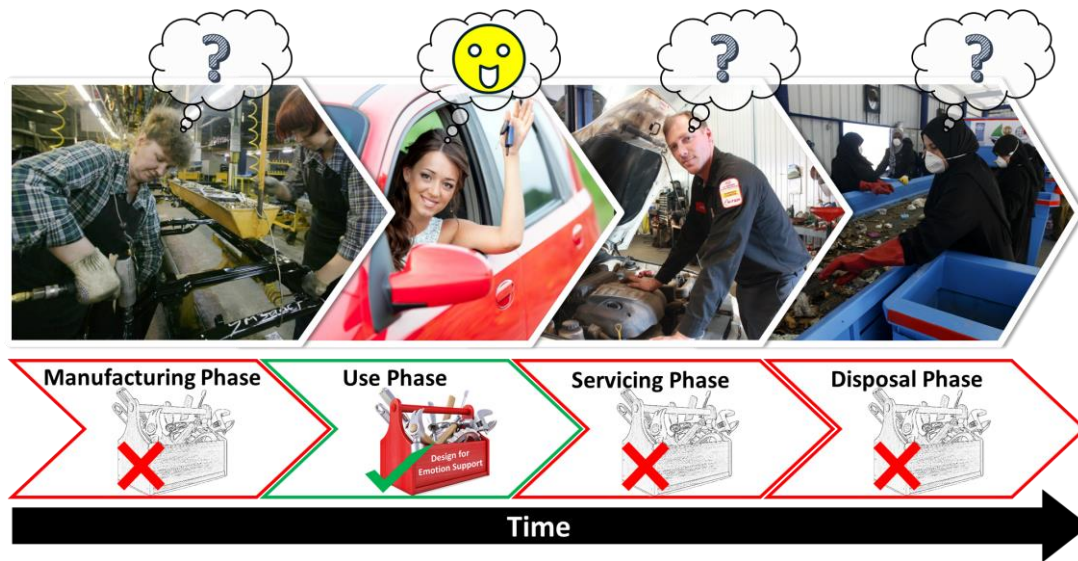 ?
?
?
Manufacturing Phase
Use Phase
Servicing Phase
Disposal Phase
Design for
Emotion Support
Time